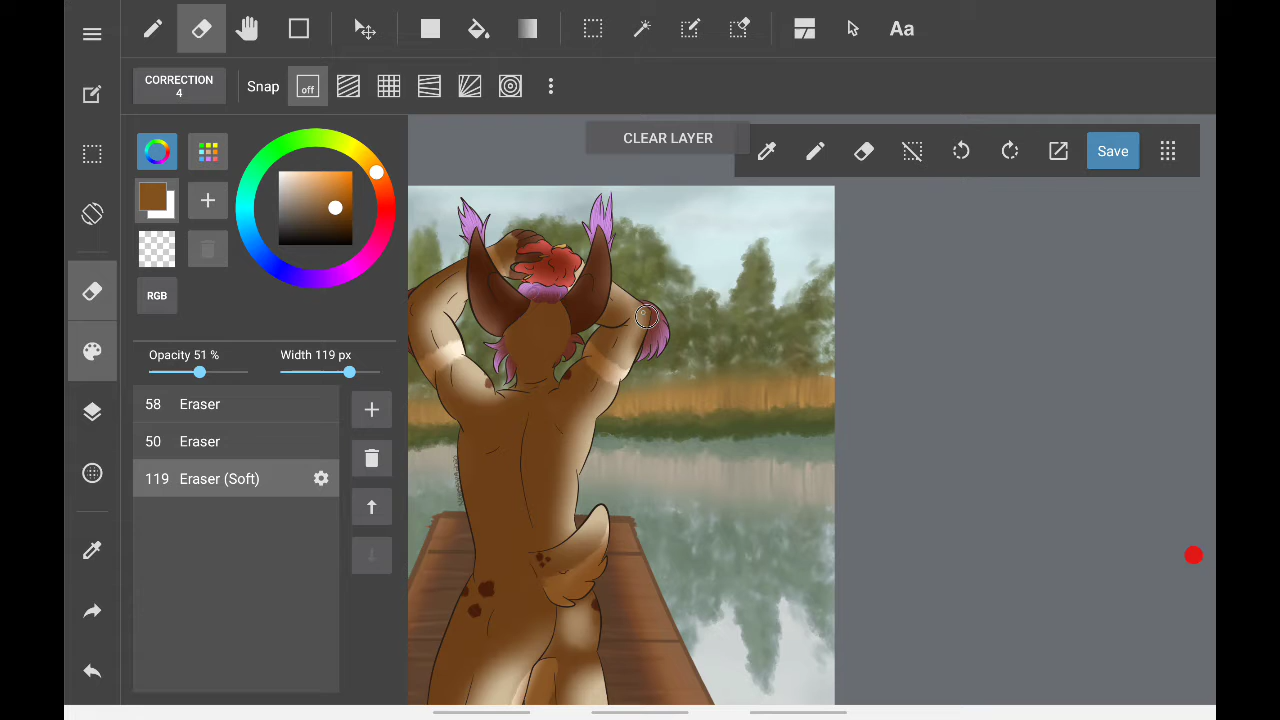 Aa
CORRECTION
4
Snap
off
CLEAR LAYER
Save
RGB
Opacity 51 %
Width 119 px
58 Eraser
50 Eraser
119 Eraser (Soft)